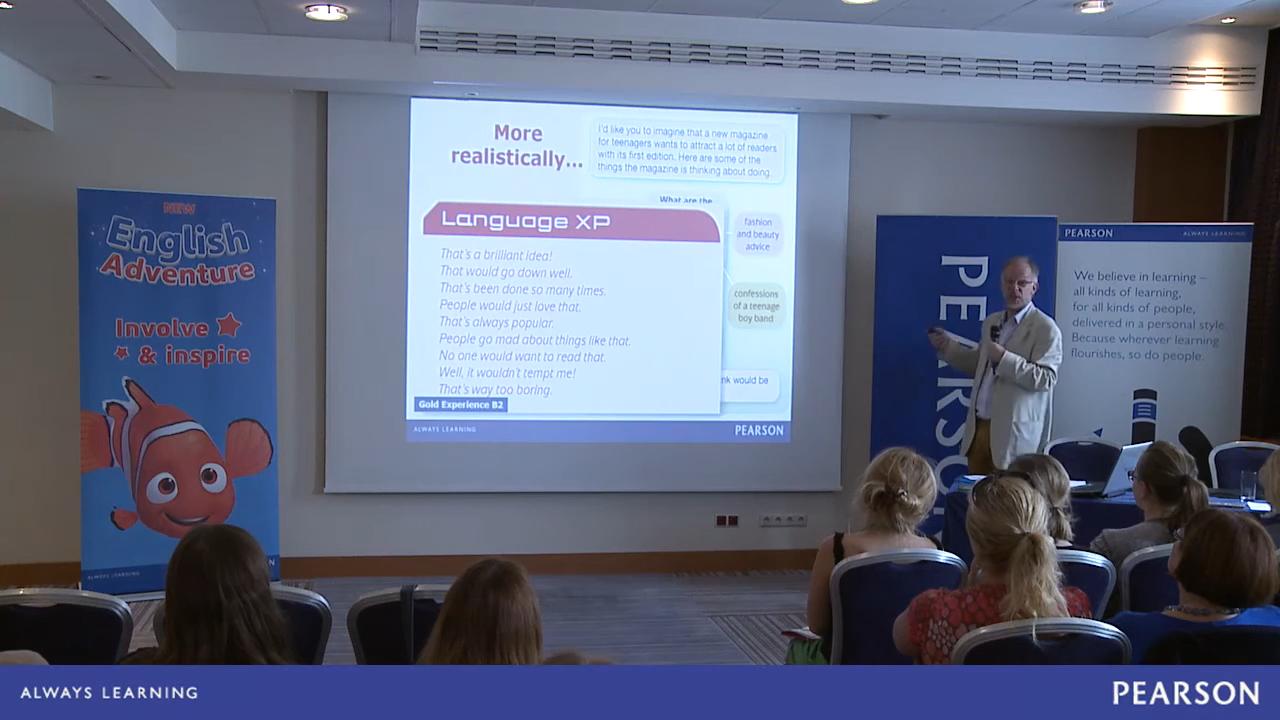 More
realistically...
I'd like you to imagine that a new magazine
for teenagers wants to attract a lot of readers
with its first edition. Here are some of the
things the magazine is thinking about doing.
What are the
Language XP
That's a brilliant idea!
That would go down well.
That's been done so many times.
People would just love that.
That's always popular.
People go mad about things like that.
No one would want to read that.
Well, it wouldn't tempt me!
That's way too boring.
fashion
and beauty
advice
confessions
of a teenage
boy band
nk would be
Gold Experience B2
ALWAYS LEARNING
PEARSON
NEW
English
Adventure
Involve
& inspire
ALWAYS LEARNING
N
PEARSO
PEARSON
ALWAYS LEARNING
We believe in learning –
all kinds of learning,
for all kinds of people,
delivered in a personal style.
Because wherever learning
flourishes, so do people.
ALWAYS LEARNING
PEARSON